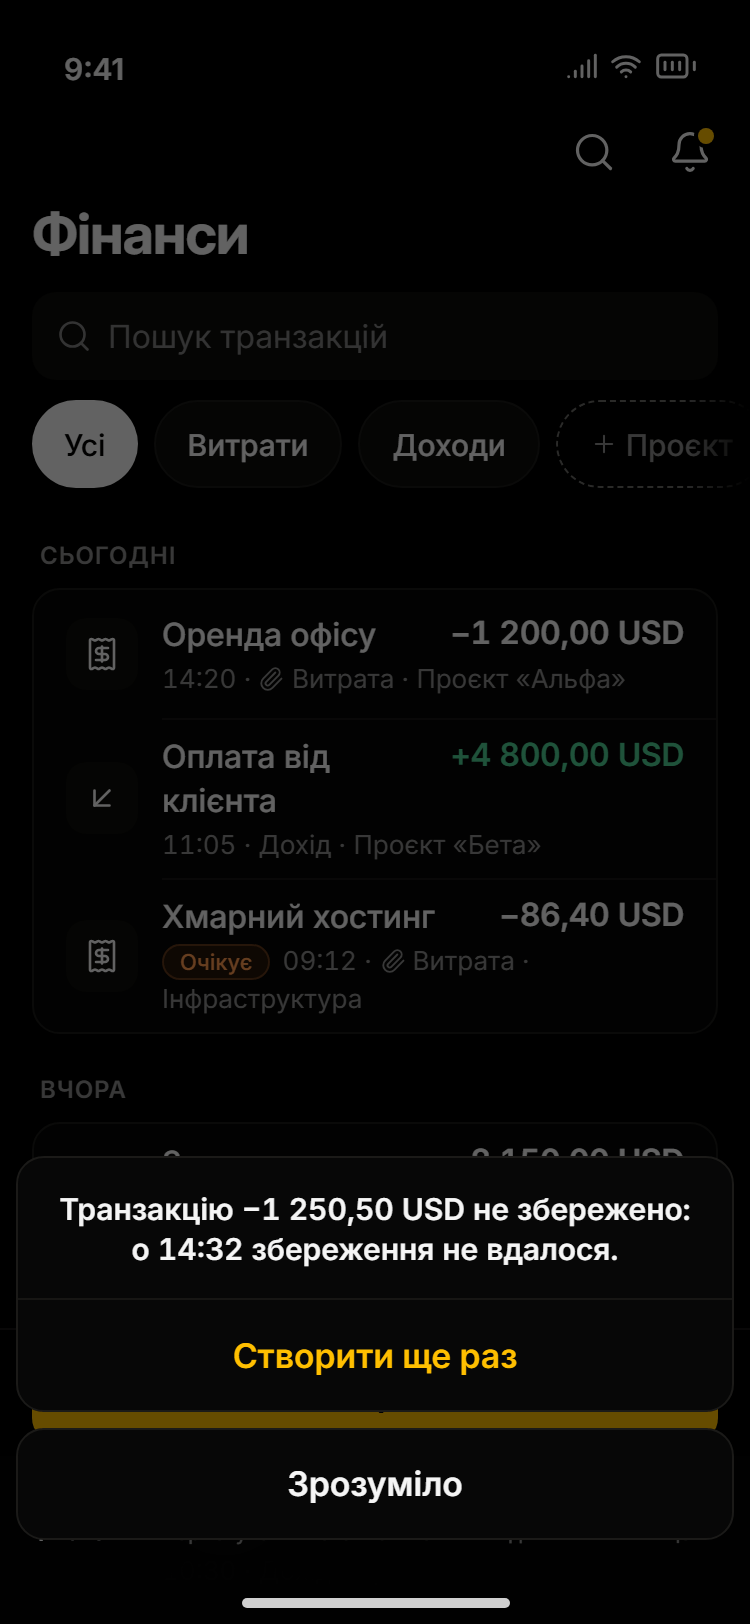 9:41
Фінанси
Пошук транзакцій
Усі
Витрати
Доходи
+ Проєкт
СЬОГОДНІ
Оренда офісу −1 200,00 USD
14:20 · Витрата · Проєкт «Альфа»
Оплата від +4 800,00 USD
клієнта
11:05 · Дохід · Проєкт «Бета»
Хмарний хостинг −86,40 USD
Очікує 09:12 · Витрата ·
Інфраструктура
ВЧОРА
Транзакцію −1 250,50 USD не збережено:
о 14:32 збереження не вдалося.
Створити ще раз
Зрозуміло